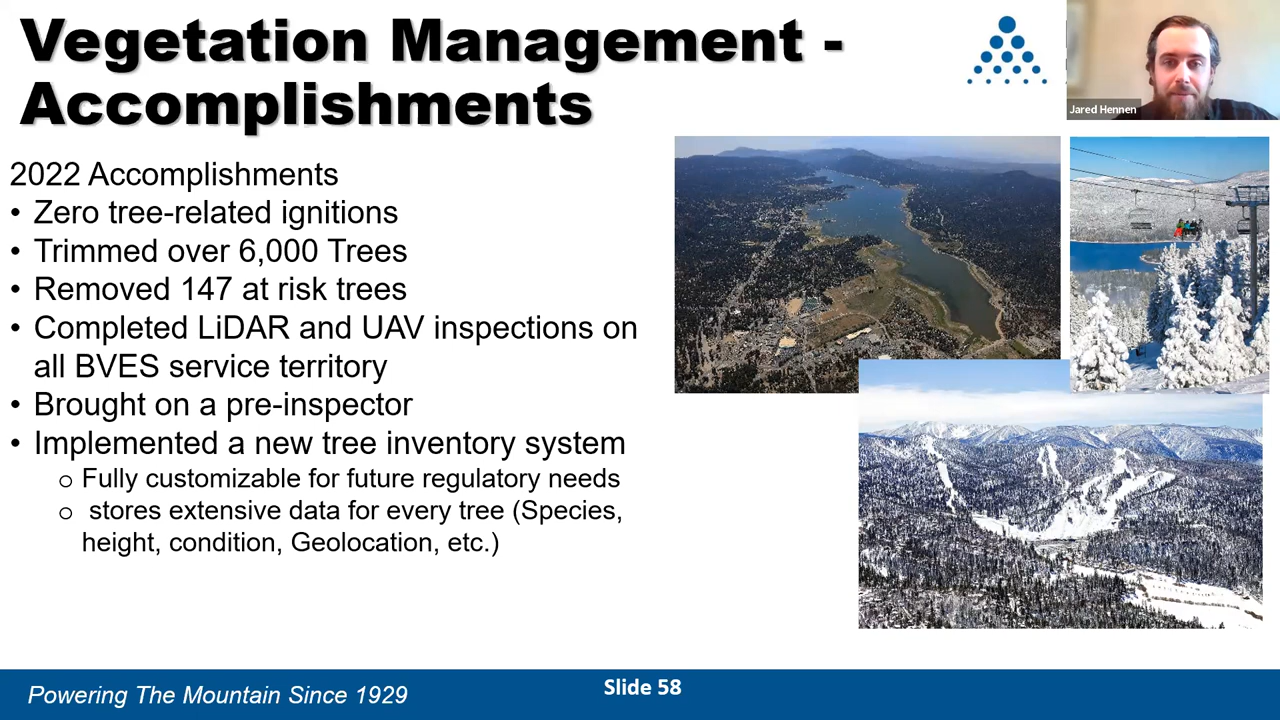 Vegetation Management -
Accomplishments
Jared Hennen
2022 Accomplishments
• Zero tree-related ignitions
• Trimmed over 6,000 Trees
• Removed 147 at risk trees
• Completed LiDAR and UAV inspections on
all BVES service territory
• Brought on a pre-inspector
• Implemented a new tree inventory system
o Fully customizable for future regulatory needs
o stores extensive data for every tree (Species,
height, condition, Geolocation, etc.)
Powering The Mountain Since 1929
Slide 58